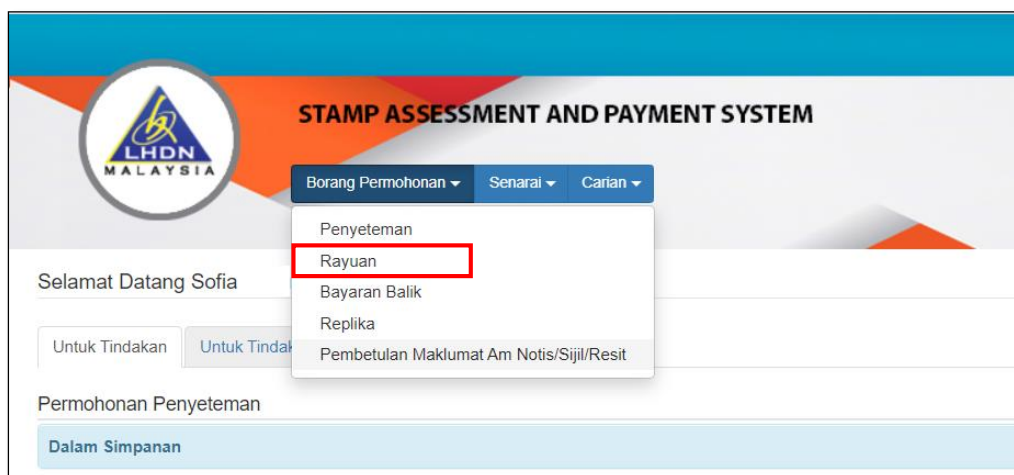 STAMP ASSESSMENT AND PAYMENT SYSTEM
LHDN
MALAYSIA
Borang Permohonan Senarai Carian
Penyeteman
Rayuan
Selamat Datang Sofia
Bayaran Balik
Replika
Untuk Tindakan
Pembetulan Maklumat Am Notis/Sijil/Resit
Permohonan Penyeteman
Dalam Simpanan